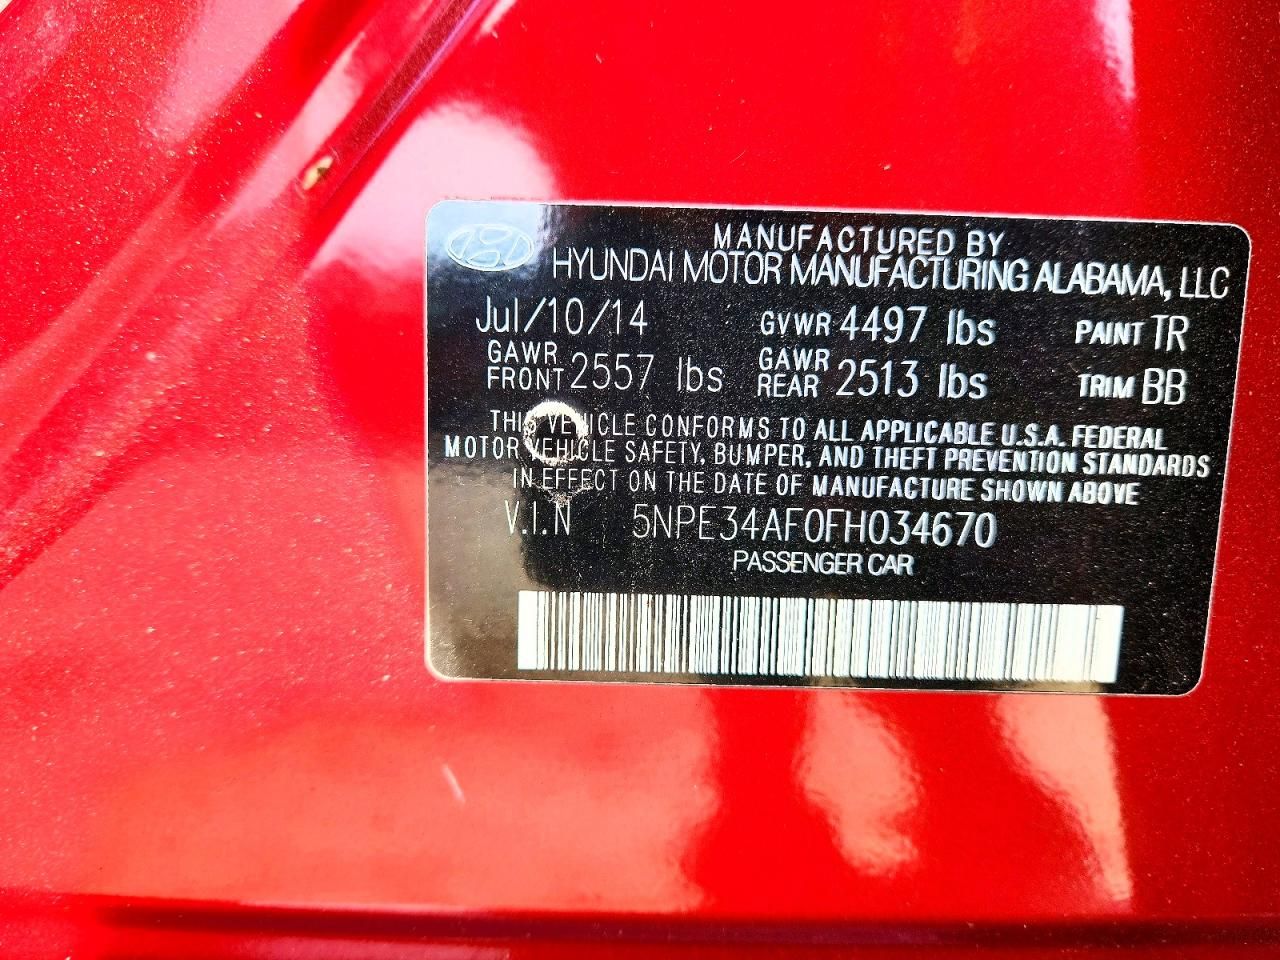 MANUFACTURED BY
HYUNDAI MOTOR MANUFACTURING ALABAMA, LLC
Jul/10/14 GVWR 4497 lbs PAINT TR
GAWR FRONT 2557 lbs GAWR REAR 2513 lbs TRIM BB
THIS VEHICLE CONFORMS TO ALL APPLICABLE U.S.A. FEDERAL
MOTOR VEHICLE SAFETY, BUMPER, AND THEFT PREVENTION STANDARDS
IN EFFECT ON THE DATE OF MANUFACTURE SHOWN ABOVE
V.I.N 5NPE34AF0FH034670
PASSENGER CAR